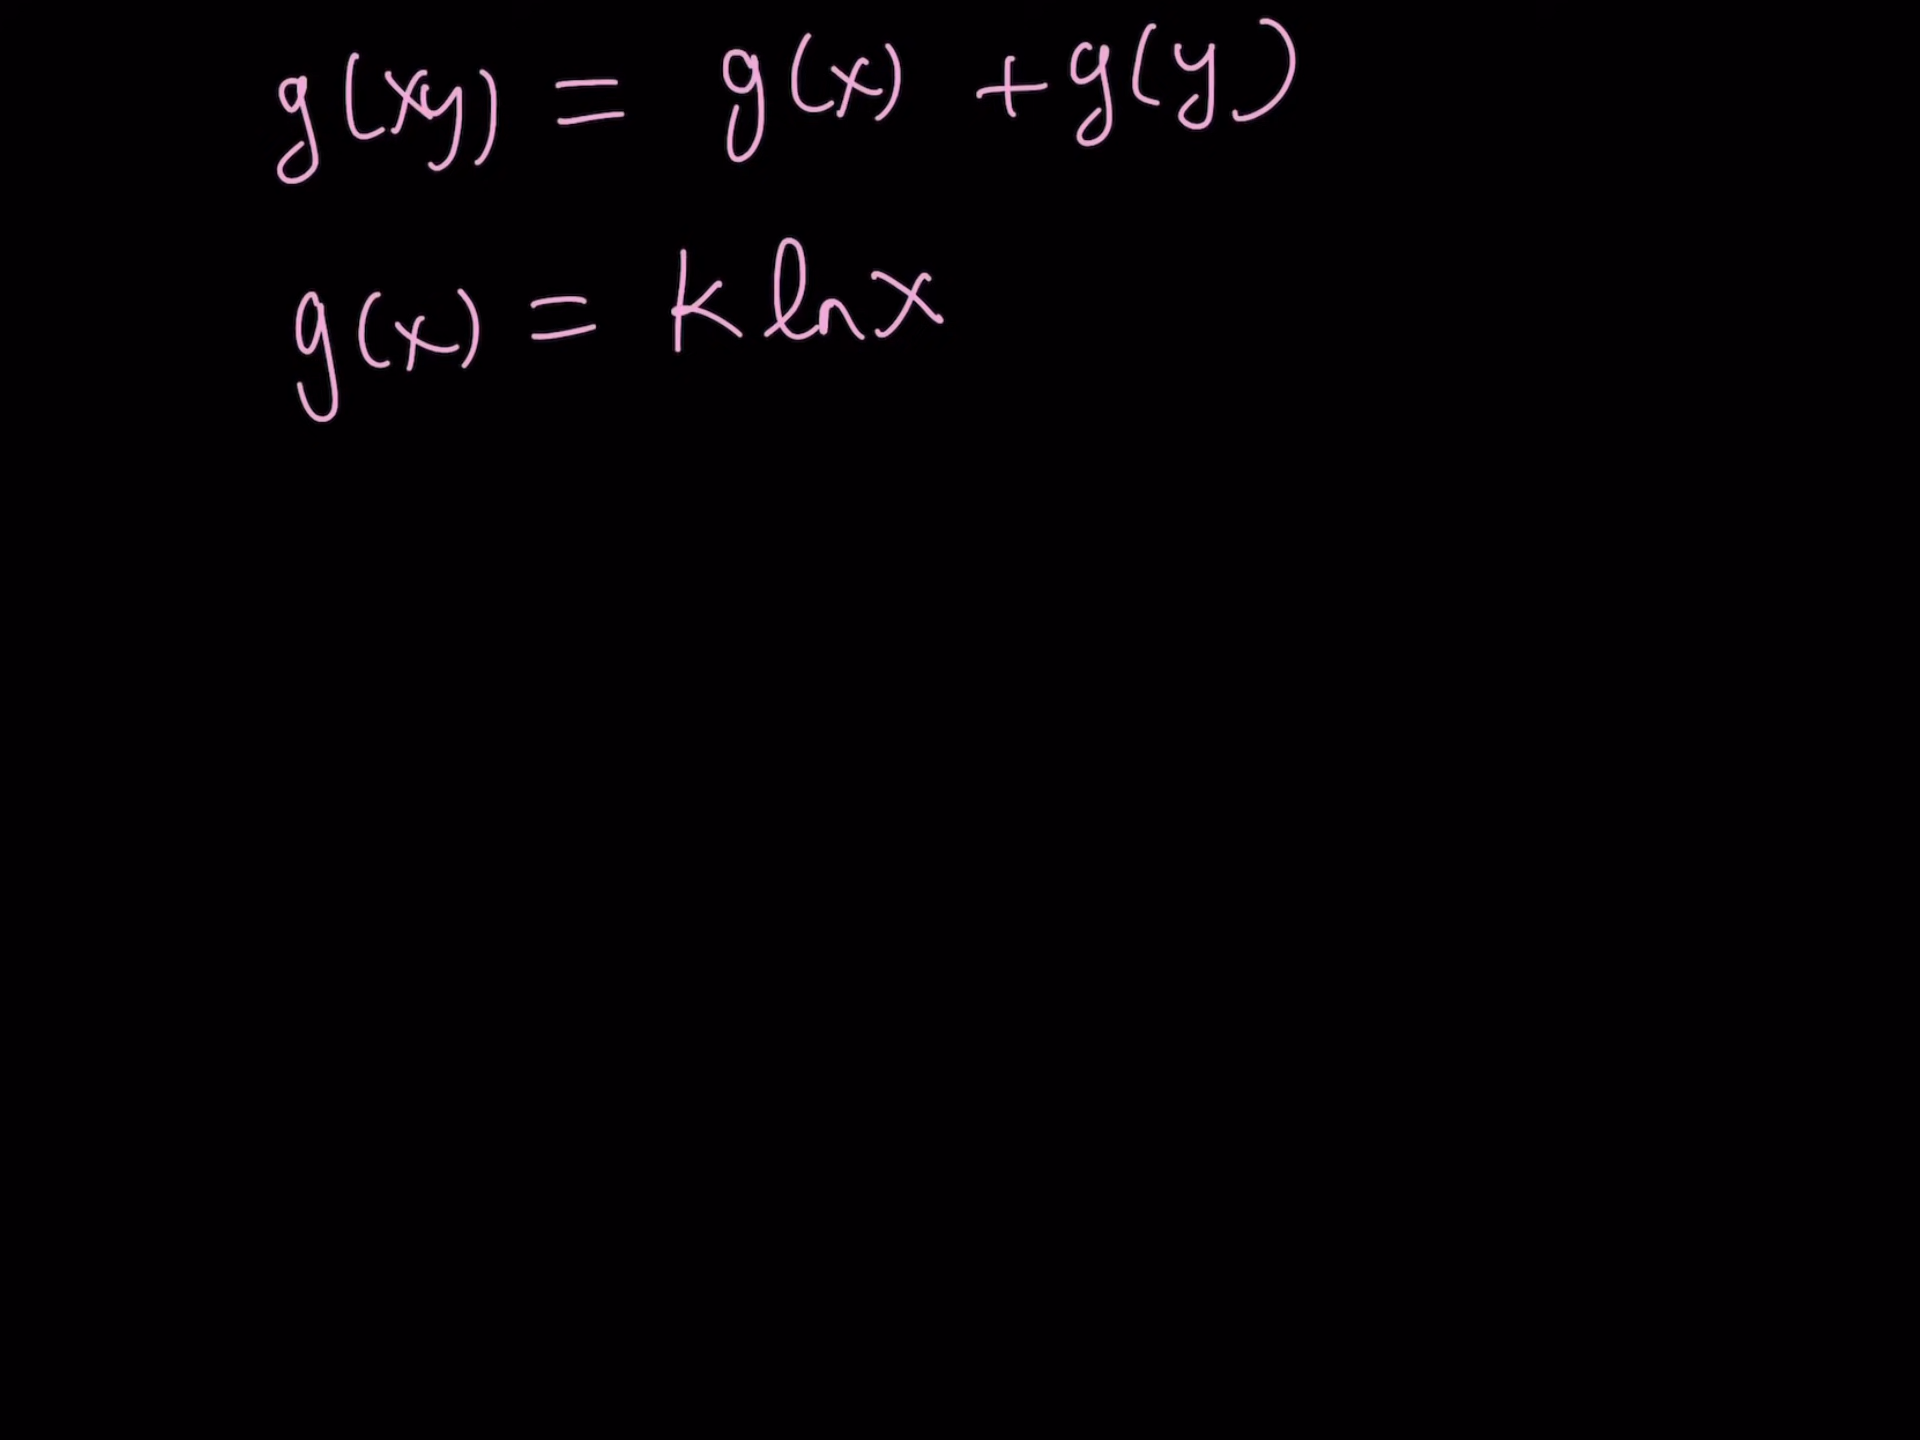 g(xy) = g(x) + g(y)
g(x) = k ln x